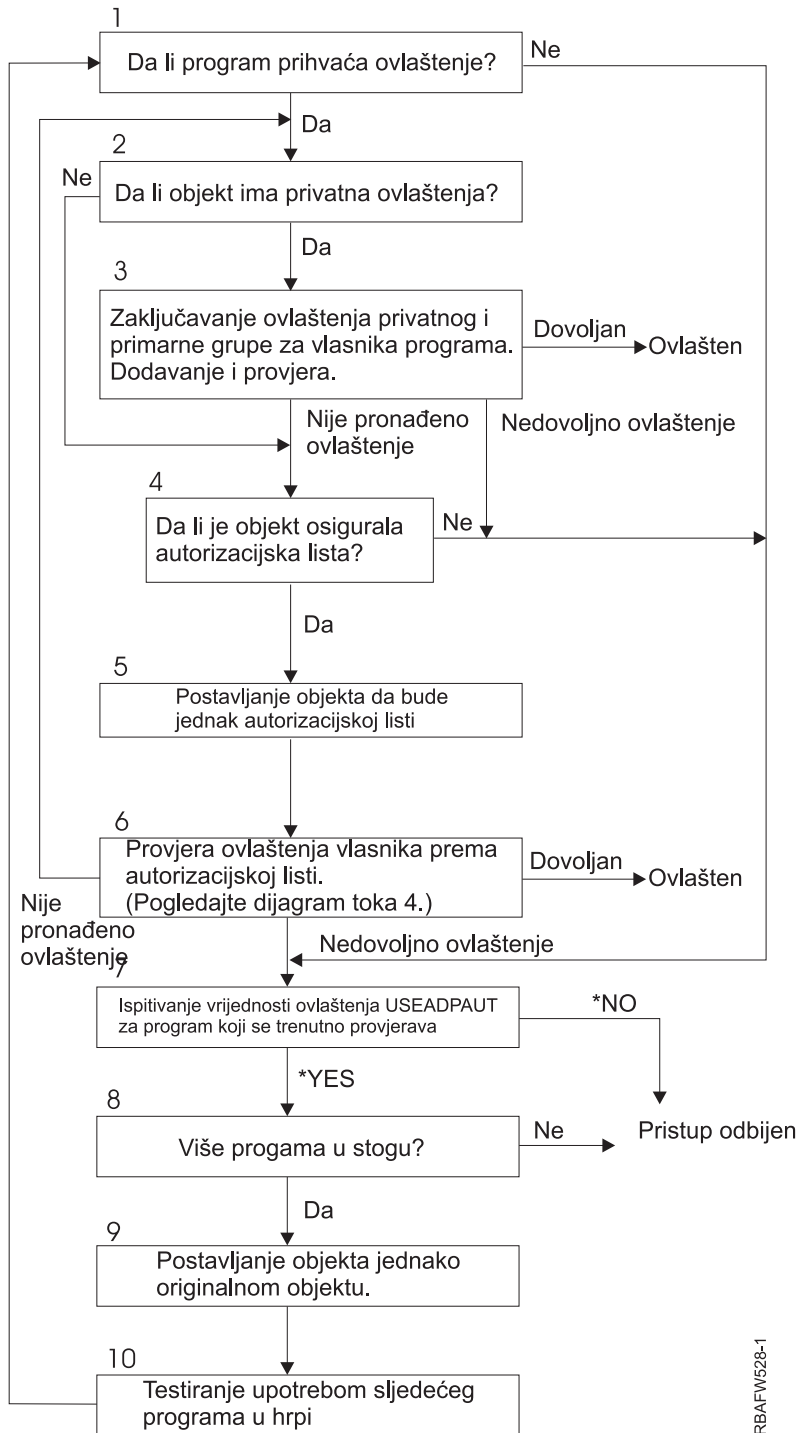 1
Da li program prihvaća ovlaštenje?
Ne
Da
2
Ne
Da li objekt ima privatna ovlaštenja?
Da
3
Zaključavanje ovlaštenja privatnog i
primarne grupe za vlasnika programa.
Dodavanje i provjera.
Dovoljan
Ovlašten
Nije pronađeno
ovlaštenje
Nedovoljno ovlaštenje
4
Da li je objekt osigurala
autorizacijska lista?
Ne
Da
5
Postavljanje objekta da bude
jednak autorizacijskoj listi
6
Provjera ovlaštenja vlasnika prema
autorizacijskoj listi.
(Pogledajte dijagram toka 4.)
Dovoljan
Ovlašten
Nije
pronađeno
ovlaštenje
Nedovoljno ovlaštenje
7
Ispitivanje vrijednosti ovlaštenja USEADPAUT
za program koji se trenutno provjerava
*NO
*YES
8
Više progama u stogu?
Ne
Pristup odbijen
Da
9
Postavljanje objekta jednako
originalnom objektu.
10
Testiranje upotrebom sljedećeg
programa u hrpi
RBAFW528-1